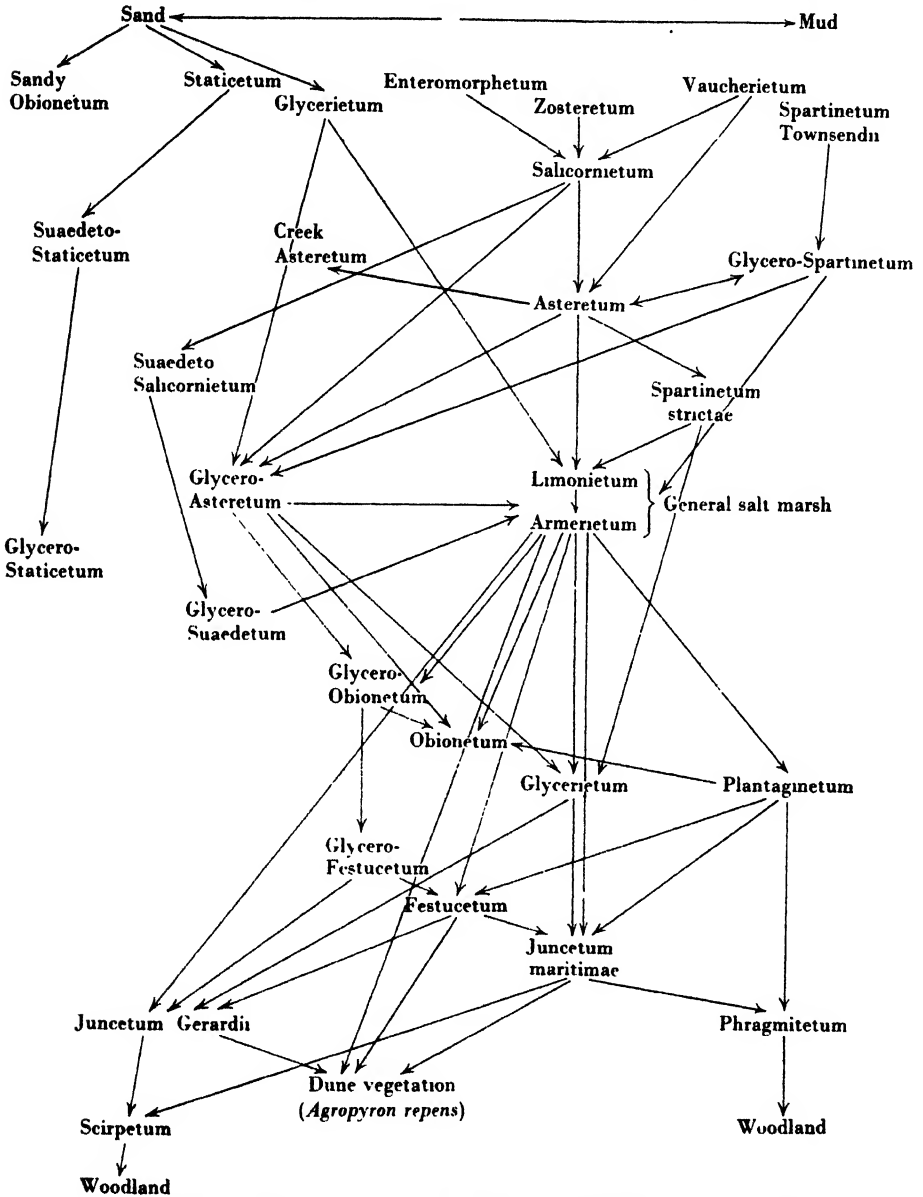 Sand
Mud
Sandy
Obionetum
Staticetum
Glycerietum
Enteromorphetum
Zosteretum
Vaucherietum
Spartinetum
Townsendii
Salicornietum
Suaedeto-
Staticetum
Creek
Asteretum
Glycero-Spartinetum
Asteretum
Suaedeto
Salicornietum
Spartinetum
strictae
Glycero-
Asteretum
Limonietum
General salt marsh
Armerietum
Glycero-
Staticetum
Glycero-
Suaedetum
Glycero-
Obionetum
Obionetum
Glycerietum
Plantaginetum
Glycero-
Festucetum
Festucetum
Juncetum
maritimae
Juncetum Gerardii
Phragmitetum
Dune vegetation
(Agropyron repens)
Scirpetum
Woodland
Woodland